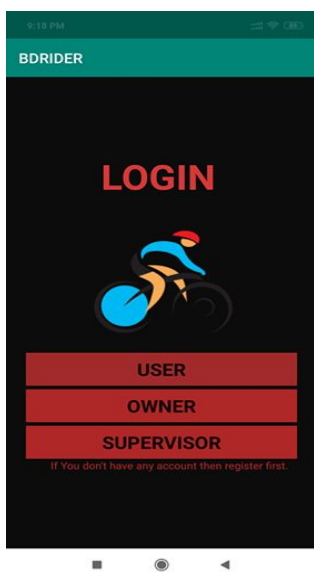 9:18 PM
BDRIDER
LOGIN
USER
OWNER
SUPERVISOR
If You don't have any account then register first.